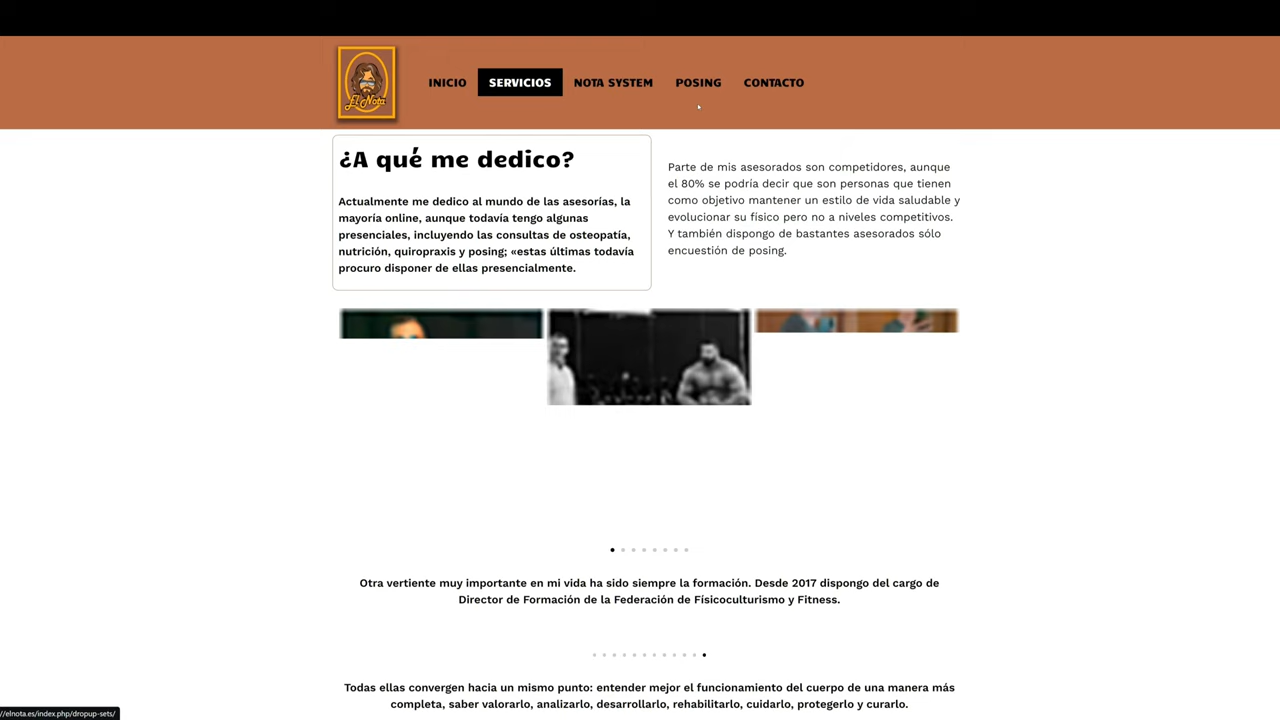 El Nota
INICIO
SERVICIOS
NOTA SYSTEM
POSING
CONTACTO
¿A qué me dedico?
Actualmente me dedico al mundo de las asesorías, la
mayoría online, aunque todavía tengo algunas
presenciales, incluyendo las consultas de osteopatía,
nutrición, quiropraxis y posing; «estas últimas todavía
procuro disponer de ellas presencialmente.
Parte de mis asesorados son competidores, aunque
el 80% se podría decir que son personas que tienen
como objetivo mantener un estilo de vida saludable y
evolucionar su físico pero no a niveles competitivos.
Y también dispongo de bastantes asesorados sólo
encuestión de posing.
Otra vertiente muy importante en mi vida ha sido siempre la formación. Desde 2017 dispongo del cargo de
Director de Formación de la Federación de Físicoculturismo y Fitness.
Todas ellas convergen hacia un mismo punto: entender mejor el funcionamiento del cuerpo de una manera más
completa, saber valorarlo, analizarlo, desarrollarlo, rehabilitarlo, cuidarlo, protegerlo y curarlo.
//elnota.es/index.php/dropup-sets/